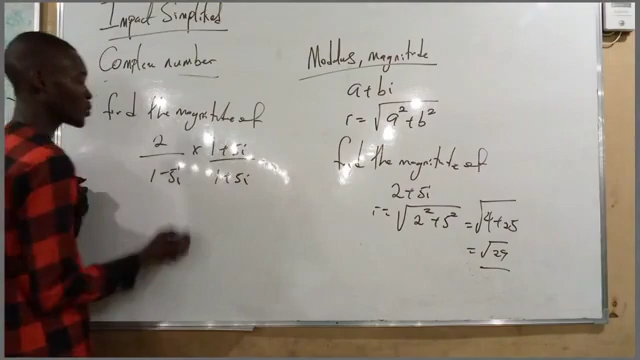 Impact Simplified
Complex number
find the magnitude of
2 × 1+5i
1-5i 1+5i
Modulus, magnitude
a+bi
r = √a²+b²
find the magnitude of
2+5i
r = √2²+5² = √4+25
= √29